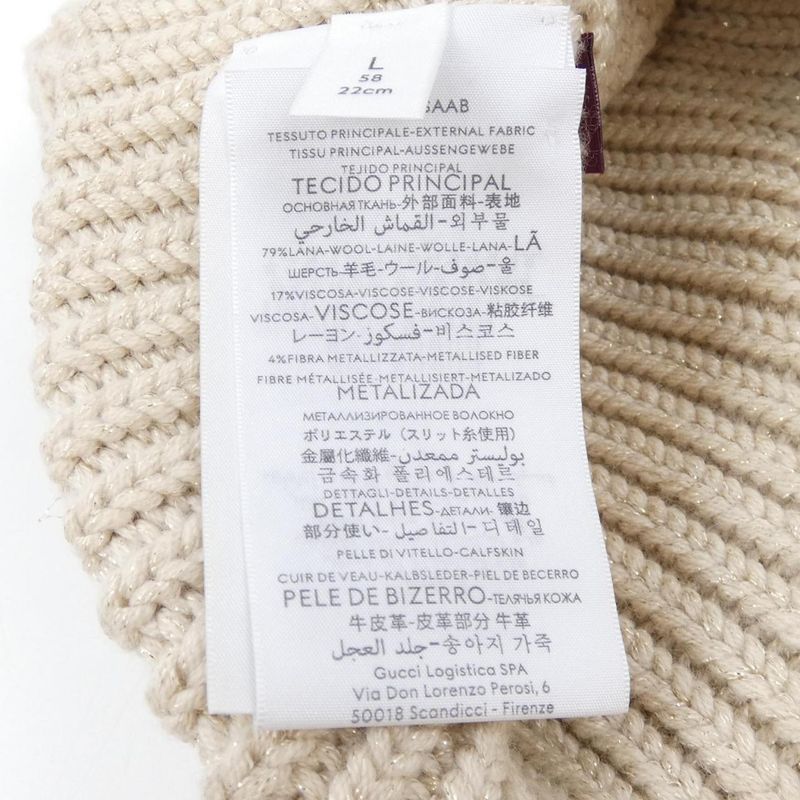 L
58
22cm
SAAB
TESSUTO PRINCIPALE-EXTERNAL FABRIC
TISSU PRINCIPAL-AUSSENGEWEBE
TEJIDO PRINCIPAL
TECIDO PRINCIPAL
ОСНОВНАЯ ТКАНЬ-外部面料-表地
القماش الخارجي-외부물
79%LANA-WOOL-LAINE-WOLLE-LANA-LÃ
ШЕРСТЬ-羊毛-ウール-صوف-울
17%VISCOSA-VISCOSE-VISCOSE-VISKOSE
VISCOSA-VISCOSE-ВИСКОЗА-粘胶纤维
レーヨン-فسكوز-비스코스
4%FIBRA METALLIZZATA-METALLISED FIBER
FIBRE MÉTALLISÉE-METALLISIERT-METALIZADO
METALIZADA
МЕТАЛЛИЗИРОВАННОЕ ВОЛОКНО
ポリエステル（スリット糸使用）
金屬化纖維-بوليستر ممعدن
금속화 폴리에스테르
DETTAGLI-DETAILS-DETALLES
DETALHES-ДЕТАЛИ-镶边
部分使い-التفاصيل-디테일
PELLE DI VITELLO-CALFSKIN
CUIR DE VEAU-KALBSLEDER-PIEL DE BECERRO
PELE DE BIZERRO-ТЕЛЯЧЬЯ КОЖА
牛皮革-皮革部分 牛革
جلد العجل-송아지 가죽
Gucci Logistica SPA
Via Don Lorenzo Perosi, 6
50018 Scandicci - Firenze